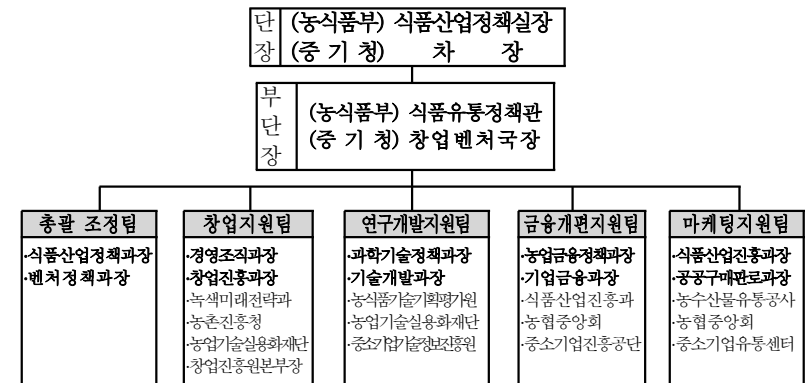 단장
(농식품부) 식품산업정책실장
(중 기 청) 차 장
부단장
(농식품부) 식품유통정책관
(중 기 청) 창업벤처국장
총괄 조정팀
·식품산업정책과장
·벤처정책과장
창업지원팀
·경영조직과장
·창업진흥과장
·녹색미래전략과
·농촌진흥청
·농업기술실용화재단
·창업진흥원본부장
연구개발지원팀
·과학기술정책과장
·기술개발과장
·농식품기술기획평가원
·농업기술실용화재단
·중소기업기술정보진흥원
금융개편지원팀
·농업금융정책과장
·기업금융과장
·식품산업진흥과
·농협중앙회
·중소기업진흥공단
마케팅지원팀
·식품산업진흥과장
·공공구매판로과장
·농수산물유통공사
·농협중앙회
·중소기업유통센터